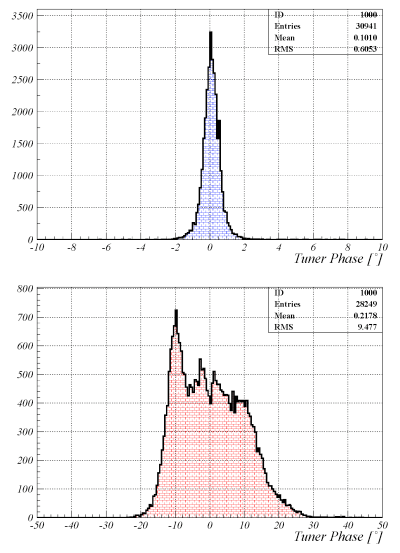 ID 1000
Entries 30941
Mean 0.1010
RMS 0.6053
3500
3000
2500
2000
1500
1000
500
0
-10 -8 -6 -4 -2 0 2 4 6 8 10
Tuner Phase [°]
ID 1000
Entries 28249
Mean 0.2178
RMS 9.477
800
700
600
500
400
300
200
100
0
-50 -40 -30 -20 -10 0 10 20 30 40 50
Tuner Phase [°]